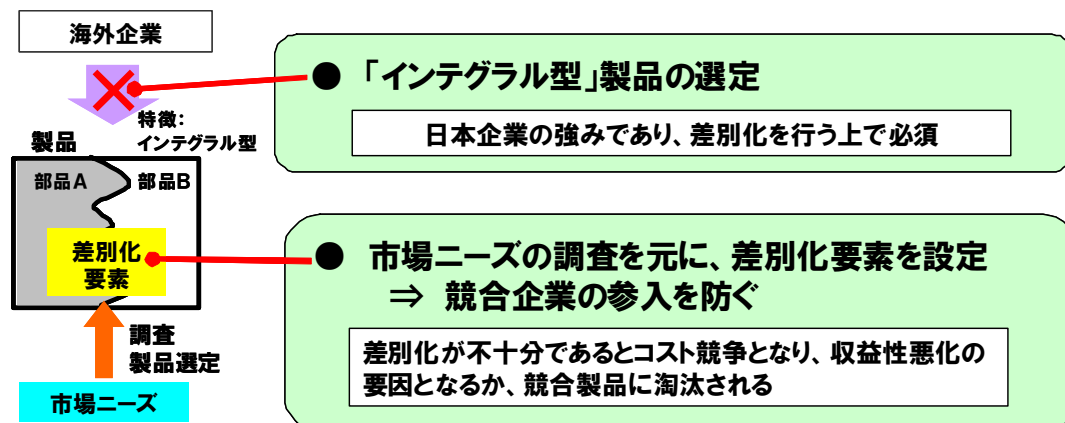 海外企業
特徴：
インテグラル型
製品
部品A
部品B
差別化
要素
調査
製品選定
市場ニーズ
● 「インテグラル型」製品の選定
日本企業の強みであり、差別化を行う上で必須
● 市場ニーズの調査を元に、差別化要素を設定
⇒ 競合企業の参入を防ぐ
差別化が不十分であるとコスト競争となり、収益性悪化の
要因となるか、競合製品に淘汰される